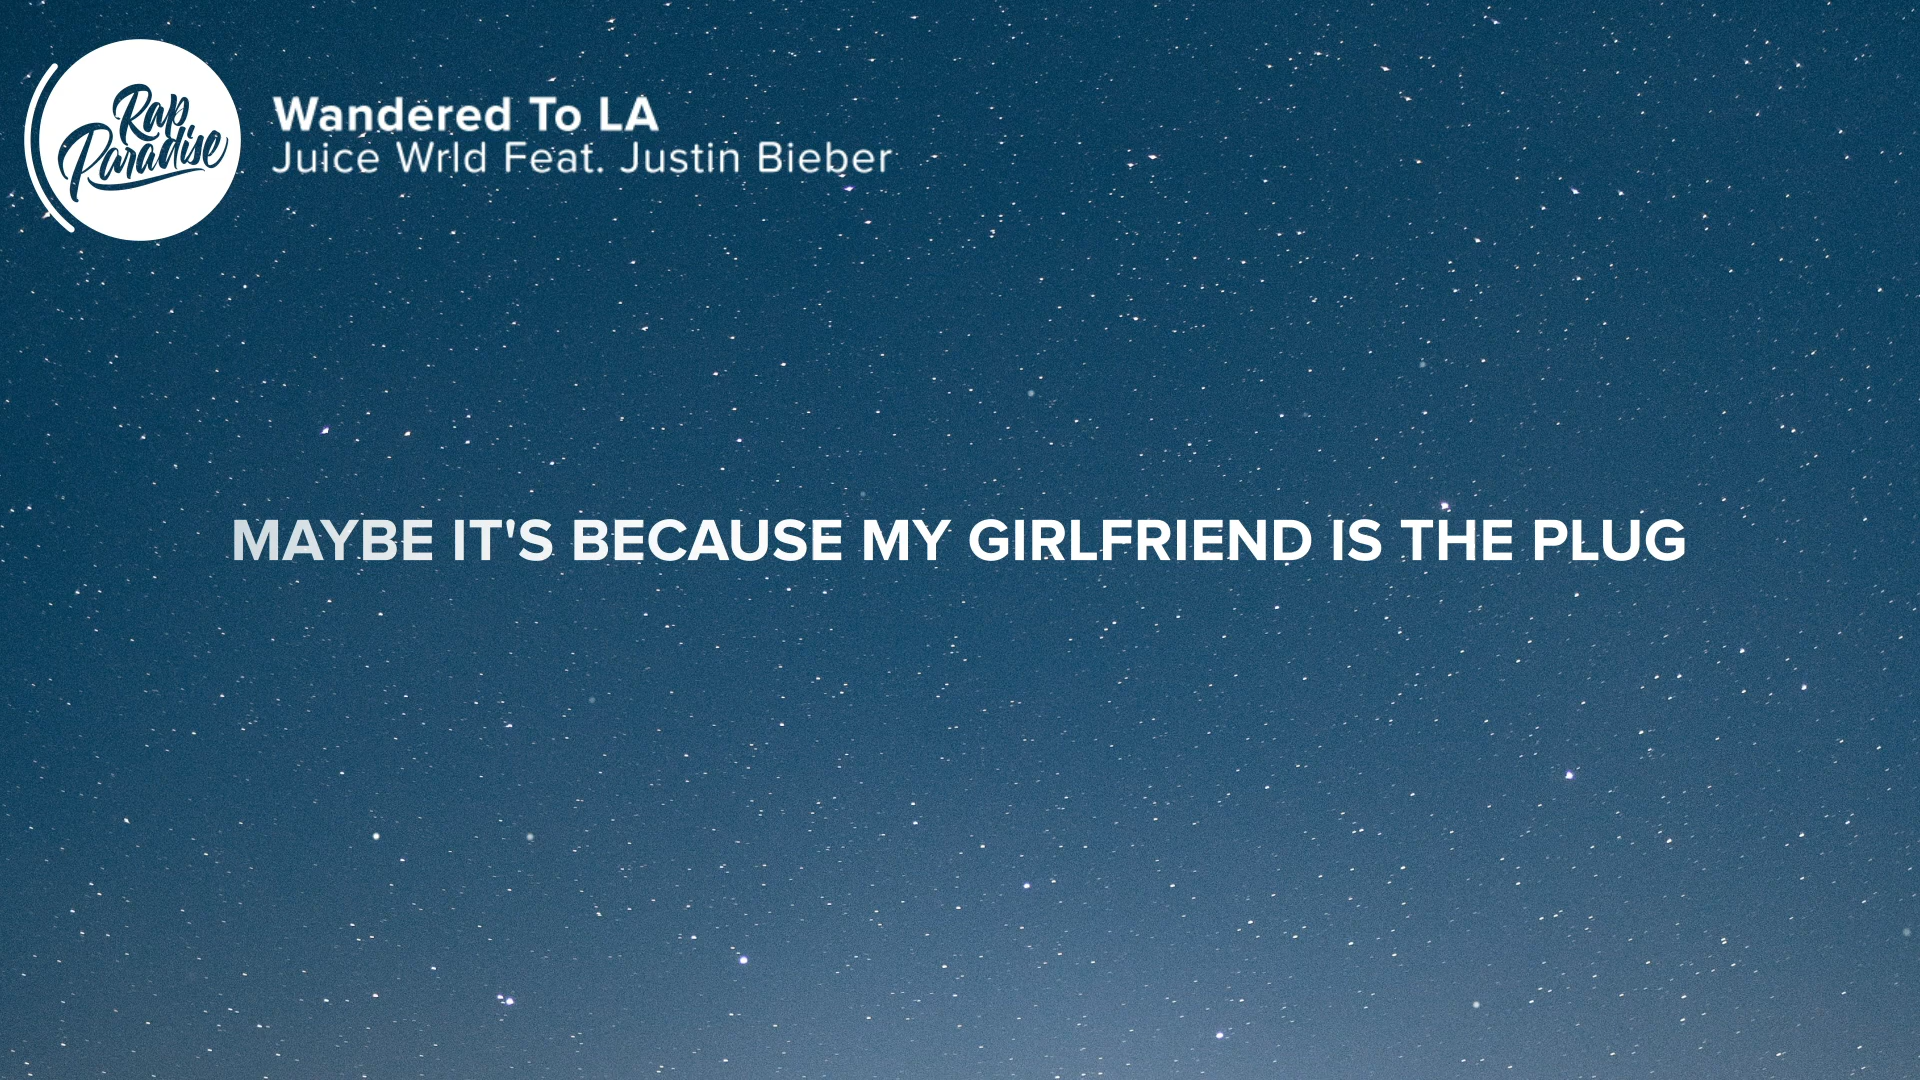 Rap
Paradise
Wandered To LA
Juice Wrld Feat. Justin Bieber
MAYBE IT'S BECAUSE MY GIRLFRIEND IS THE PLUG